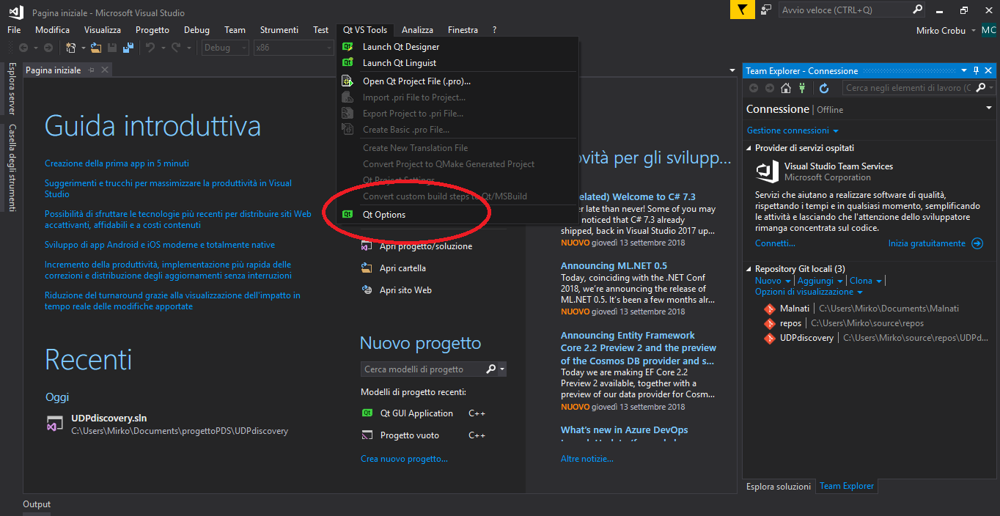 Pagina iniziale - Microsoft Visual Studio
Avvio veloce (CTRL+Q)
File Modifica Visualizza Progetto Debug Team Strumenti Test Qt VS Tools Analizza Finestra ?
Mirko Crobu MC
Debug x86
Esplora server
Casella degli strumenti
Pagina iniziale
Launch Qt Designer
Launch Qt Linguist
Open Qt Project File (.pro)...
Import .pri File to Project...
Export Project to .pri File...
Create Basic .pro File...
Create New Translation File
Convert Project to QMake Generated Project
Qt Project Settings
Convert custom build steps to Qt/MSBuild
Qt Options
Guida introduttiva
Creazione della prima app in 5 minuti
Suggerimenti e trucchi per massimizzare la produttività in Visual
Studio
Possibilità di sfruttare le tecnologie più recenti per distribuire siti Web
accattivanti, affidabili e a costi contenuti
Sviluppo di app Android e iOS moderne e totalmente native
Incremento della produttività, implementazione più rapida delle
correzioni e distribuzione degli aggiornamenti senza interruzioni
Riduzione del turnaround grazie alla visualizzazione dell'impatto in
tempo reale delle modifiche apportate
Recenti
Oggi
UDPdiscovery.sln
C:\Users\Mirko\Documents\progettoPDS\UDPdiscovery
Apri progetto/soluzione
Apri cartella
Apri sito Web
Nuovo progetto
Cerca modelli di progetto
Modelli di progetto recenti:
Qt GUI Application C++
Progetto vuoto C++
Crea nuovo progetto...
ovità per gli svilupp...
elated) Welcome to C# 7.3
er late than never! Some of you may
noticed that C# 7.3 already
shipped, back in Visual Studio 2017 up...
NUOVO giovedì 13 settembre 2018
Announcing ML.NET 0.5
Today, coinciding with the .NET Conf
2018, we're announcing the release of
ML.NET 0.5. It's been a few months alr...
NUOVO giovedì 13 settembre 2018
Announcing Entity Framework
Core 2.2 Preview 2 and the preview
of the Cosmos DB provider and s...
Today we are making EF Core 2.2
Preview 2 available, together with a
preview of our data provider for Cosm...
NUOVO giovedì 13 settembre 2018
What's new in Azure DevOps
Altre notizie...
Team Explorer - Connessione
Cerca negli elementi di lavoro (C
Connessione | Offline
Gestione connessioni
Provider di servizi ospitati
Visual Studio Team Services
Microsoft Corporation
Servizi che aiutano a realizzare software di qualità,
rispettando i tempi e in qualsiasi momento, semplificando
le attività e lasciando che l'attenzione dello sviluppatore
rimanga concentrata sul codice.
Connetti... Inizia gratuitamente
Repository Git locali (3)
Nuovo | Aggiungi | Clona |
Opzioni di visualizzazione
Malnati | C:\Users\Mirko\Documents\Malnati
repos | C:\Users\Mirko\source\repos
UDPdiscovery | C:\Users\Mirko\source\repos\UDPd...
Esplora soluzioni Team Explorer
Output